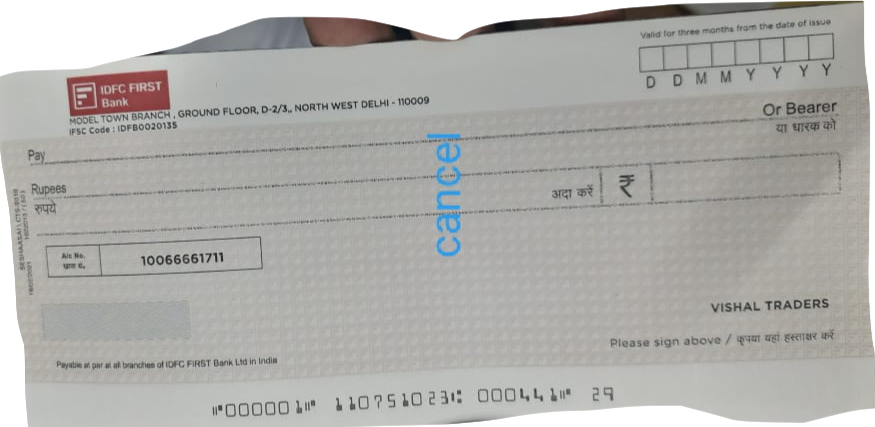 Valid for three months from the date of issue
D D M M Y Y Y Y
IDFC FIRST
Bank
MODEL TOWN BRANCH , GROUND FLOOR, D-2/3,, NORTH WEST DELHI - 110009
IFSC Code : IDFB0020135
Or Bearer
या धारक को
Pay
cancel
Rupees
रुपये
अदा करें ₹
A/c No.
10066661711
VISHAL TRADERS
Please sign above / कृपया यहां हस्ताक्षर करें
Payable at par at all branches of IDFC FIRST Bank Ltd in India
⑈000001⑈ 110751023⑆ 000441⑈ 29